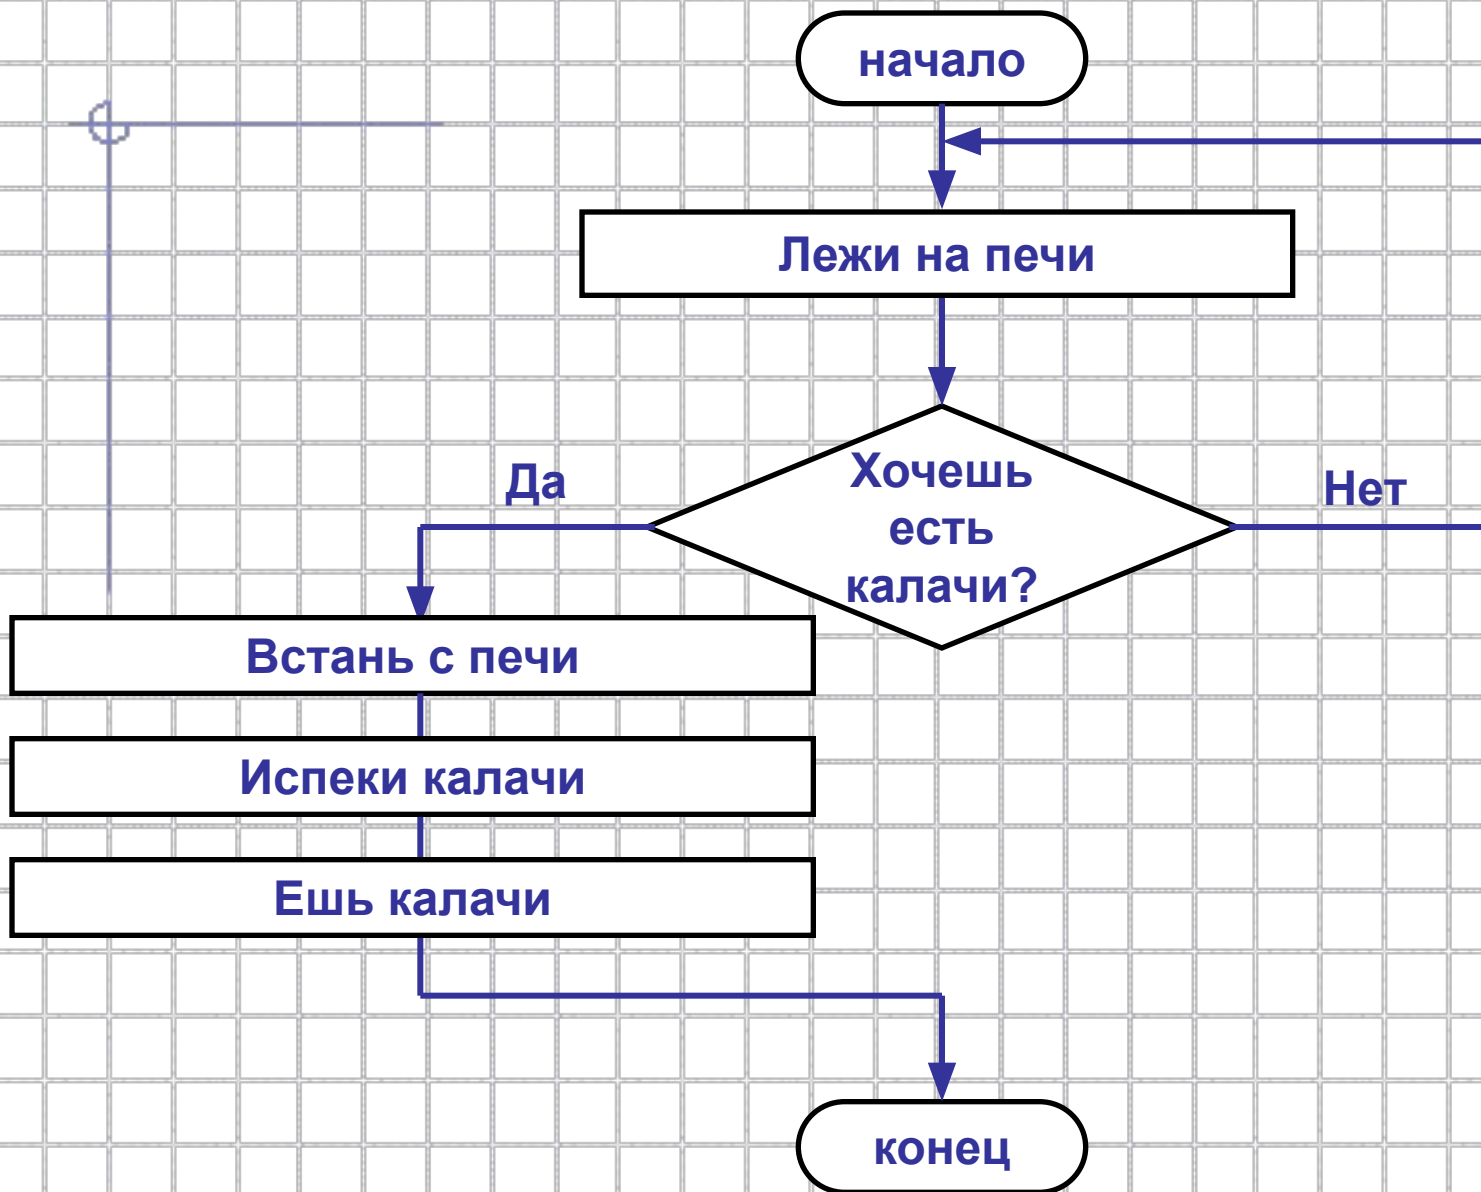 начало
Лежи на печи
Хочешь
есть
калачи?
Да
Нет
Встань с печи
Испеки калачи
Ешь калачи
конец